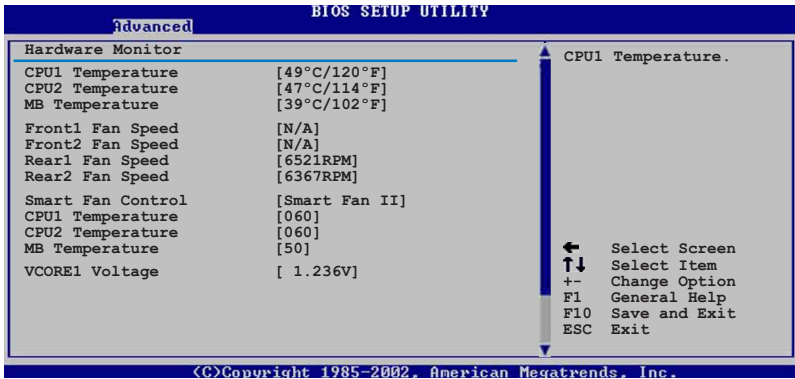 BIOS SETUP UTILITY
Advanced
Hardware Monitor
CPU1 Temperature [49°C/120°F]
CPU2 Temperature [47°C/114°F]
MB Temperature [39°C/102°F]
Front1 Fan Speed [N/A]
Front2 Fan Speed [N/A]
Rear1 Fan Speed [6521RPM]
Rear2 Fan Speed [6367RPM]
Smart Fan Control [Smart Fan II]
CPU1 Temperature [060]
CPU2 Temperature [060]
MB Temperature [50]
VCORE1 Voltage [ 1.236V]
CPU1 Temperature.
← Select Screen
↑↓ Select Item
+- Change Option
F1 General Help
F10 Save and Exit
ESC Exit
(C)Copyright 1985-2002, American Megatrends, Inc.